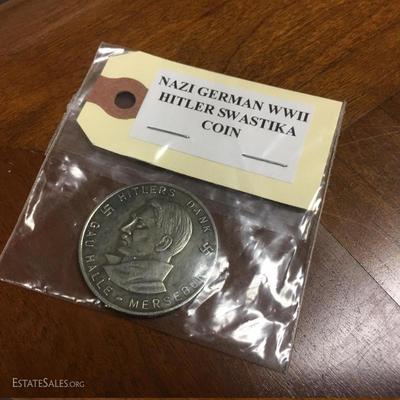 NAZI GERMAN WWII
HITLER SWASTIKA
COIN
HITLERS DANK
GAU HALLE - MERSEBURG
ESTATESALES.ORG